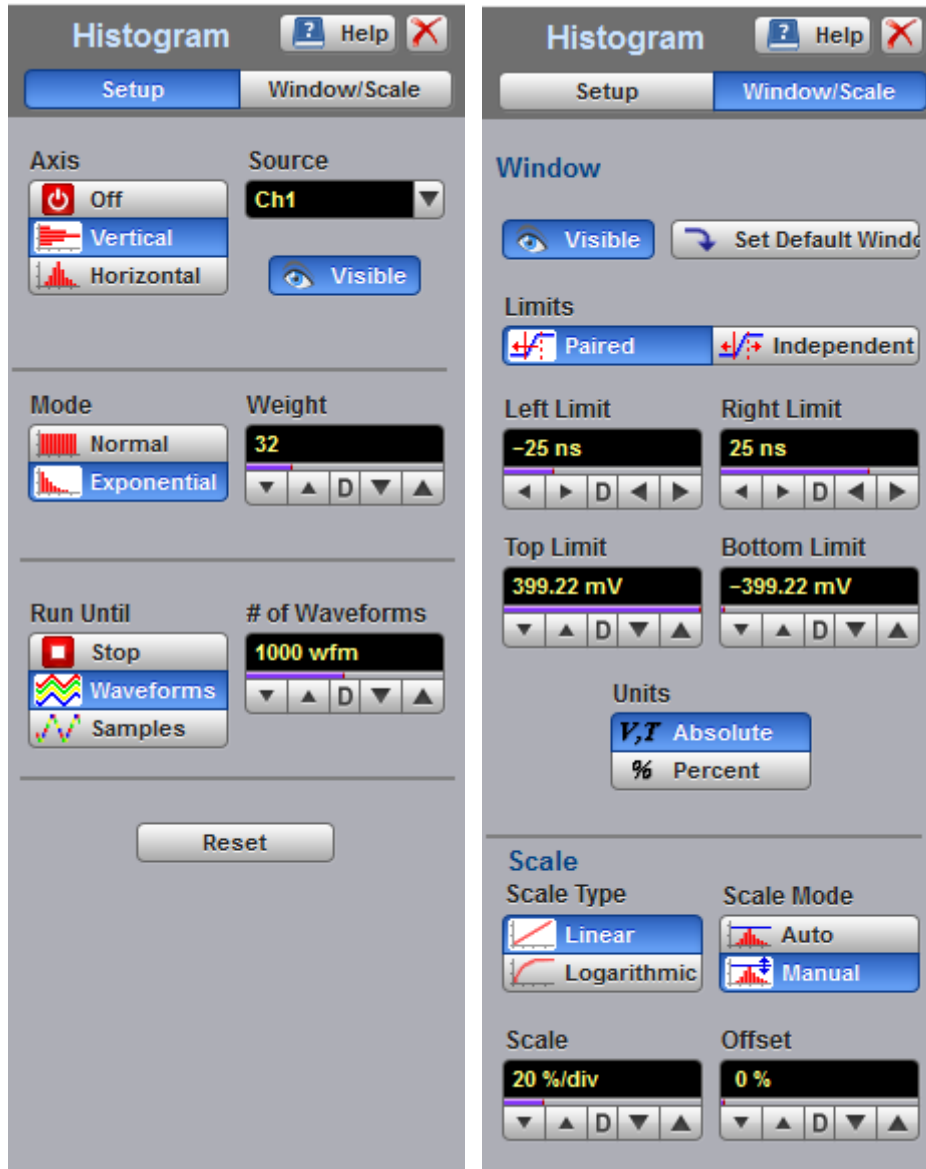 Histogram ? Help
Setup Window/Scale
Axis Source
Off Ch1
Vertical
Horizontal Visible
Mode Weight
Normal 32
Exponential D
Run Until # of Waveforms
Stop 1000 wfm
Waveforms D
Samples
Reset
Histogram ? Help
Setup Window/Scale
Window
Visible Set Default Windo
Limits
Paired Independent
Left Limit Right Limit
−25 ns 25 ns
D D
Top Limit Bottom Limit
399.22 mV −399.22 mV
D D
Units
V,T Absolute
% Percent
Scale
Scale Type Scale Mode
Linear Auto
Logarithmic Manual
Scale Offset
20 %/div 0 %
D D